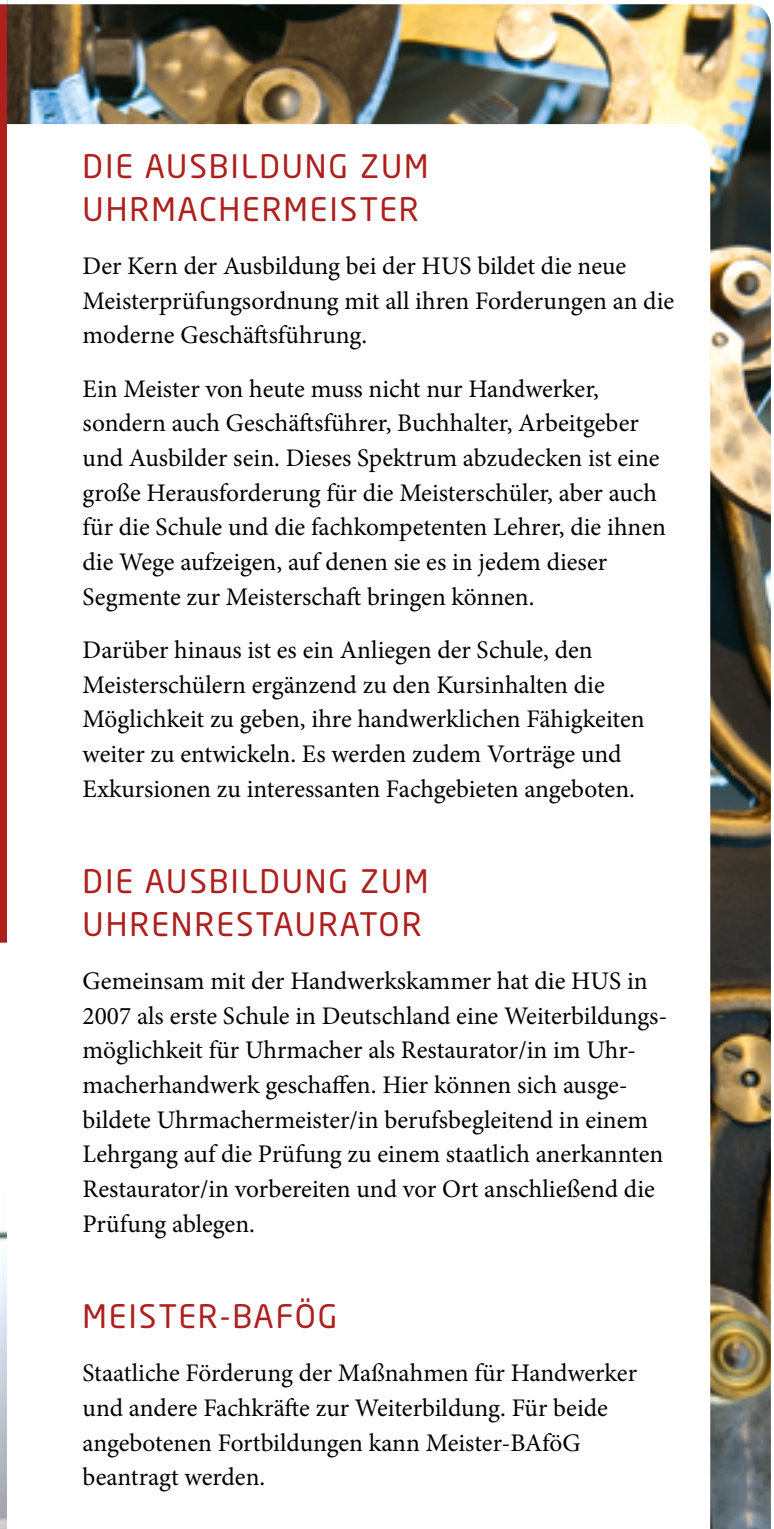 DIE AUSBILDUNG ZUM
UHRMACHERMEISTER
Der Kern der Ausbildung bei der HUS bildet die neue
Meisterprüfungsordnung mit all ihren Forderungen an die
moderne Geschäftsführung.
Ein Meister von heute muss nicht nur Handwerker,
sondern auch Geschäftsführer, Buchhalter, Arbeitgeber
und Ausbilder sein. Dieses Spektrum abzudecken ist eine
große Herausforderung für die Meisterschüler, aber auch
für die Schule und die fachkompetenten Lehrer, die ihnen
die Wege aufzeigen, auf denen sie es in jedem dieser
Segmente zur Meisterschaft bringen können.
Darüber hinaus ist es ein Anliegen der Schule, den
Meisterschülern ergänzend zu den Kursinhalten die
Möglichkeit zu geben, ihre handwerklichen Fähigkeiten
weiter zu entwickeln. Es werden zudem Vorträge und
Exkursionen zu interessanten Fachgebieten angeboten.
DIE AUSBILDUNG ZUM
UHRENRESTAURATOR
Gemeinsam mit der Handwerkskammer hat die HUS in
2007 als erste Schule in Deutschland eine Weiterbildungs-
möglichkeit für Uhrmacher als Restaurator/in im Uhr-
macherhandwerk geschaffen. Hier können sich ausge-
bildete Uhrmachermeister/in berufsbegleitend in einem
Lehrgang auf die Prüfung zu einem staatlich anerkannten
Restaurator/in vorbereiten und vor Ort anschließend die
Prüfung ablegen.
MEISTER-BAFÖG
Staatliche Förderung der Maßnahmen für Handwerker
und andere Fachkräfte zur Weiterbildung. Für beide
angebotenen Fortbildungen kann Meister-BAföG
beantragt werden.